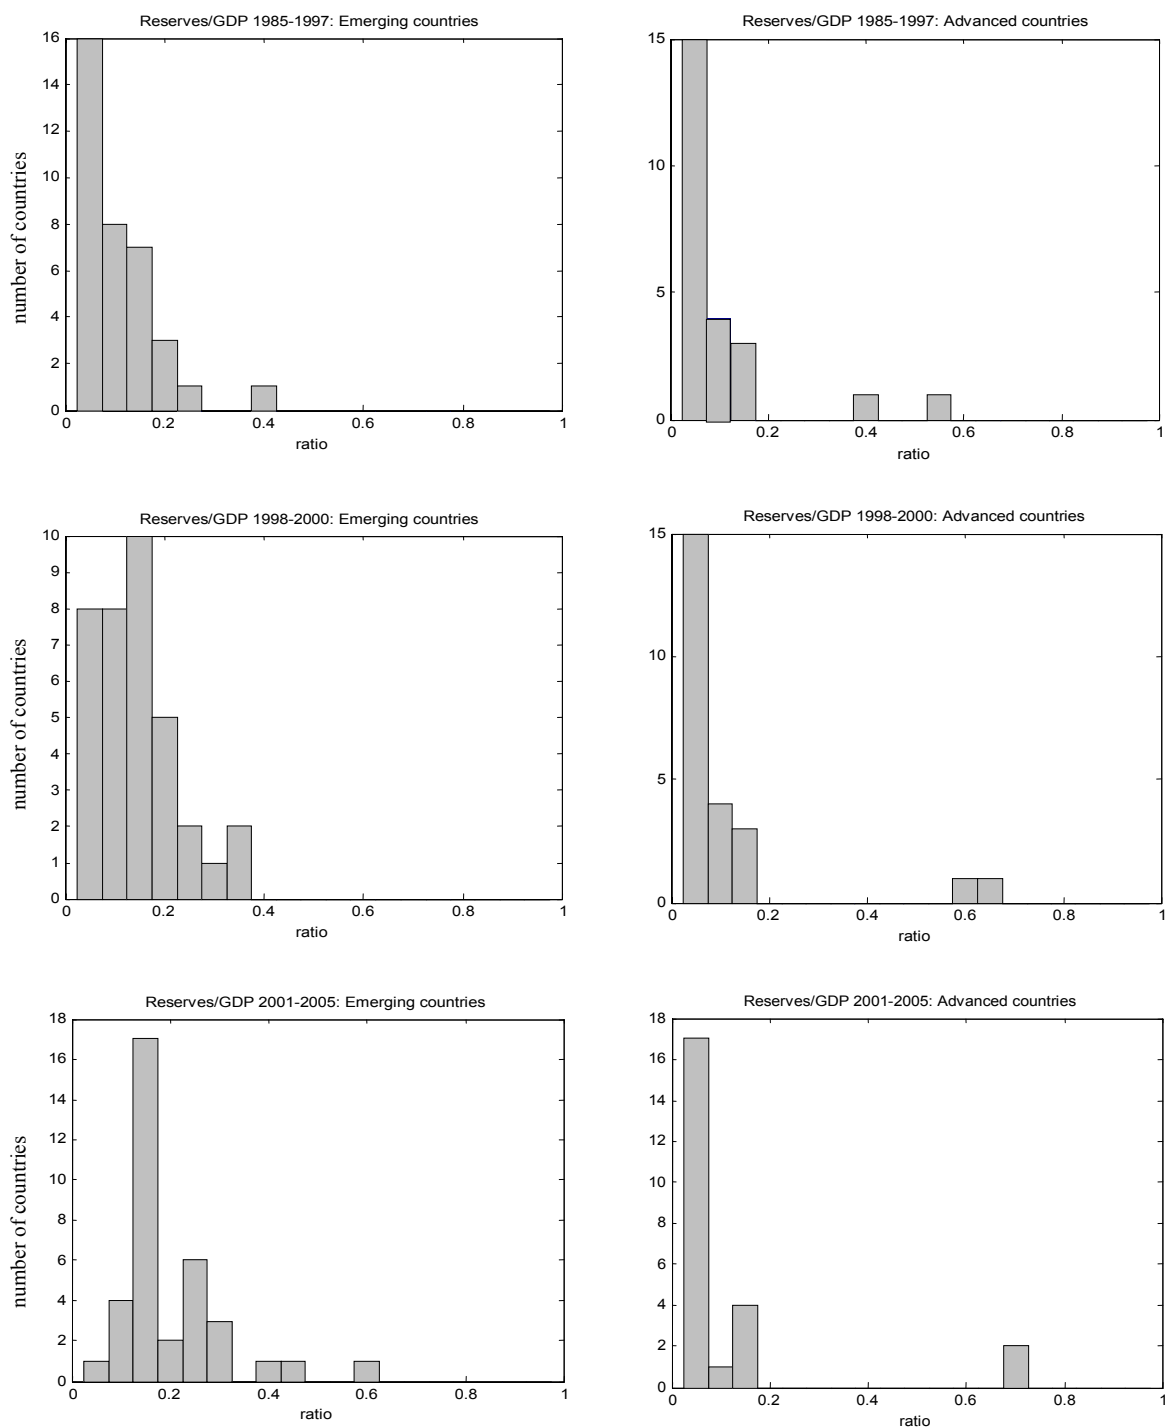 Reserves/GDP 1985-1997: Emerging countries
16
14
12
10
8
6
4
2
0
number of countries
0 0.2 0.4 0.6 0.8 1
ratio
Reserves/GDP 1985-1997: Advanced countries
15
10
5
0
0 0.2 0.4 0.6 0.8 1
ratio
Reserves/GDP 1998-2000: Emerging countries
10
9
8
7
6
5
4
3
2
1
0
number of countries
0 0.2 0.4 0.6 0.8 1
ratio
Reserves/GDP 1998-2000: Advanced countries
15
10
5
0
0 0.2 0.4 0.6 0.8 1
ratio
Reserves/GDP 2001-2005: Emerging countries
18
16
14
12
10
8
6
4
2
0
number of countries
0 0.2 0.4 0.6 0.8 1
ratio
Reserves/GDP 2001-2005: Advanced countries
18
16
14
12
10
8
6
4
2
0
0 0.2 0.4 0.6 0.8 1
ratio